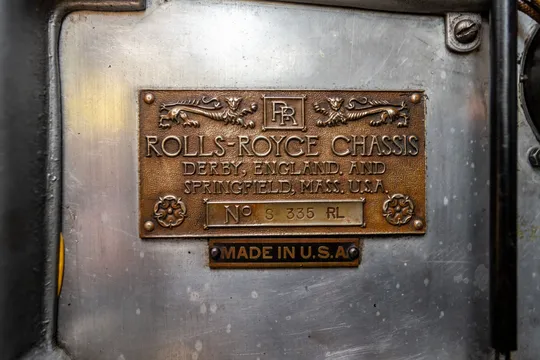 RR
ROLLS-ROYCE CHASSIS
DERBY, ENGLAND, AND
SPRINGFIELD, MASS. U.S.A.
No S 335 RL
MADE IN U.S.A